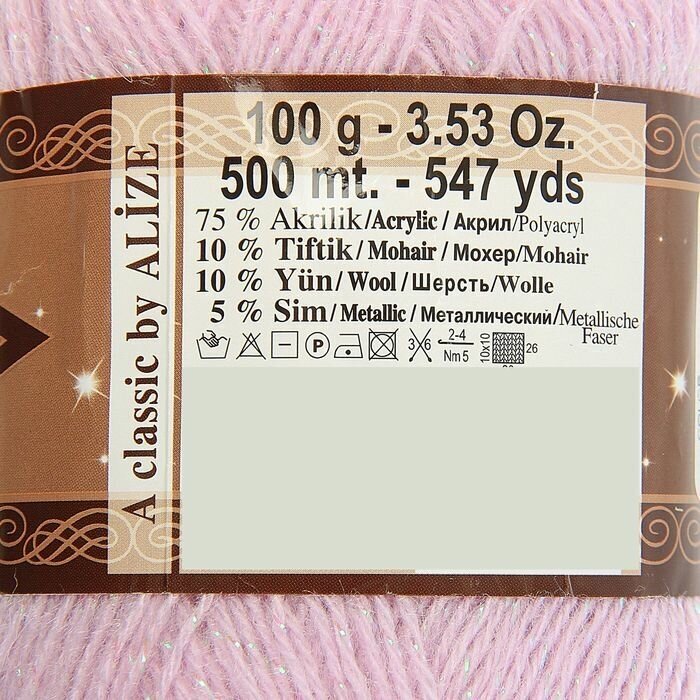 100 g - 3.53 Oz.
500 mt. - 547 yds
75 % Akrilik/Acrylic / Акрил/Polyacryl
10 % Tiftik/ Mohair / Мохер/Mohair
10 % Yün/ Wool / Шерсть/Wolle
5 % Sim/ Metallic / Металлический/Metallische
Faser
P 3 6 2-4 Nm 5 10x10 26
A classic by ALİZE